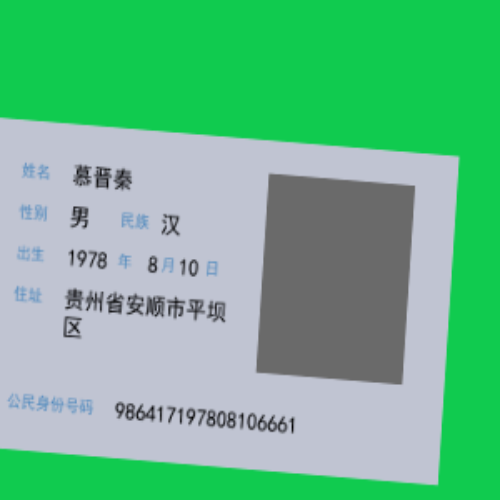 姓名 慕晋秦
性别 男 民族 汉
出生 1978 年 8 月 10 日
住址 贵州省安顺市平坝
区
公民身份号码 986417197808106661